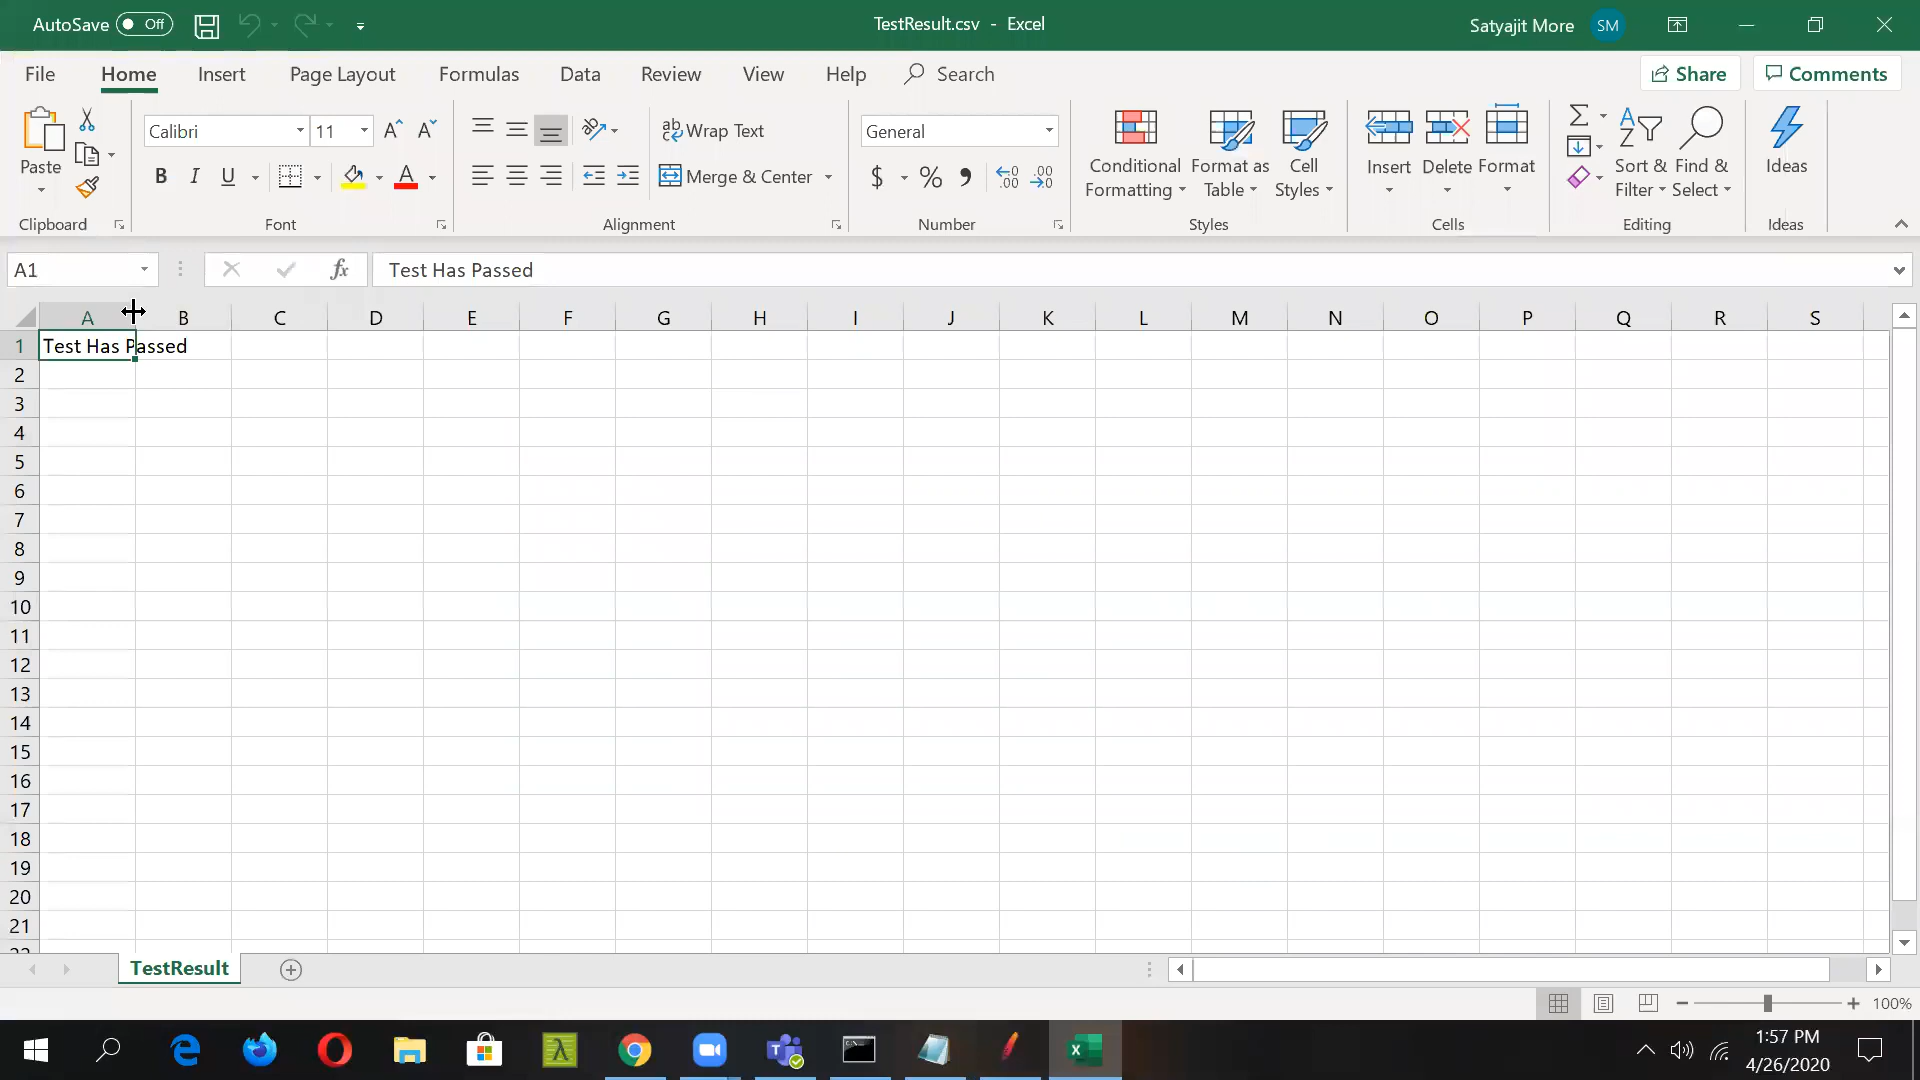 AutoSave Off TestResult.csv - Excel Satyajit More SM
File Home Insert Page Layout Formulas Data Review View Help Search Share Comments
Paste
Clipboard
Calibri 11
B I U A
Font
ab Wrap Text
Merge & Center
Alignment
General
$ % 9 .00
Number
Conditional Formatting
Format as Table
Cell Styles
Styles
Insert
Delete
Format
Cells
Sort & Filter
Find & Select
Editing
Ideas
Ideas
A1 fx Test Has Passed
A B C D E F G H I J K L M N O P Q R S
1 Test Has Passed
2
3
4
5
6
7
8
9
10
11
12
13
14
15
16
17
18
19
20
21
TestResult
100%
1:57 PM
4/26/2020